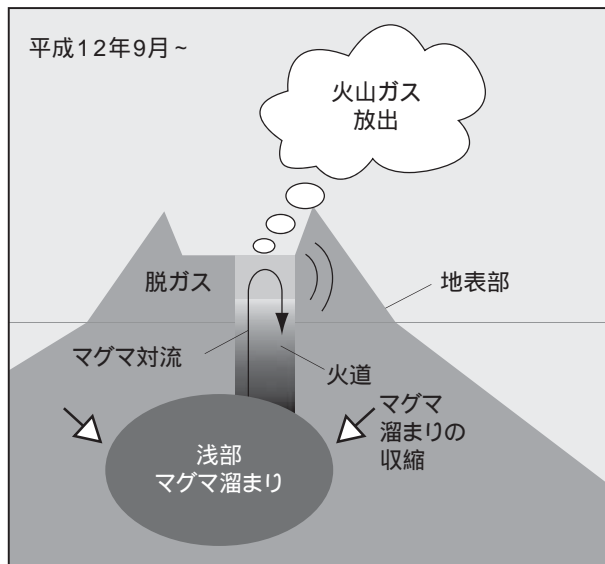 平成12年9月~
火山ガス
放出
脱ガス
地表部
マグマ対流
火道
マグマ
溜まりの
収縮
浅部
マグマ溜まり